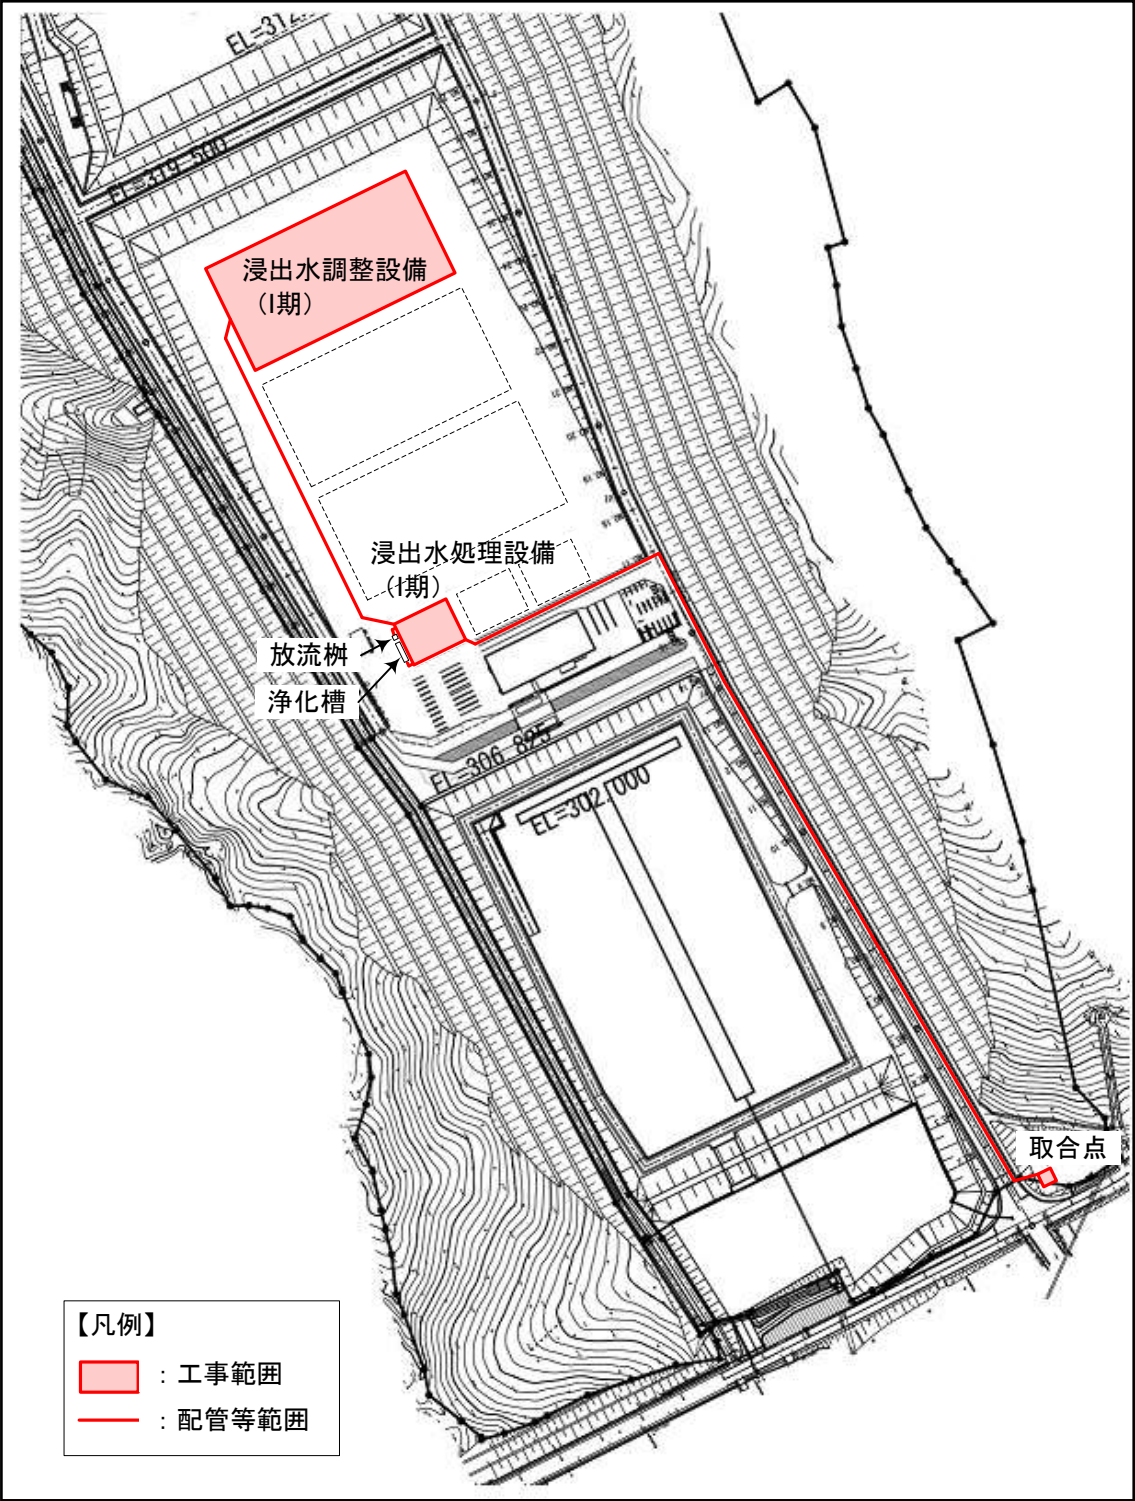 EL=312.
EL=319.500
浸出水調整設備
（Ⅰ期）
浸出水処理設備
（Ⅰ期）
放流桝
浄化槽
EL=306.825
EL=302.000
取合点
【凡例】
：工事範囲
：配管等範囲